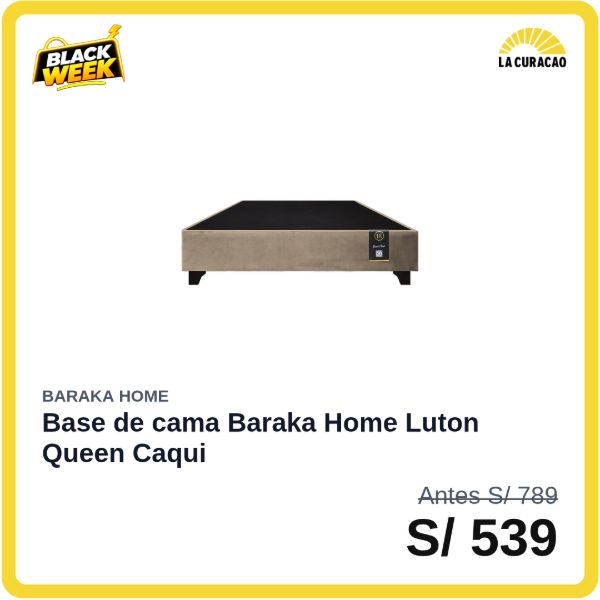 BLACK
WEEK
LA CURACAO
BARAKA HOME
Base de cama Baraka Home Luton
Queen Caqui
Antes S/ 789
S/ 539